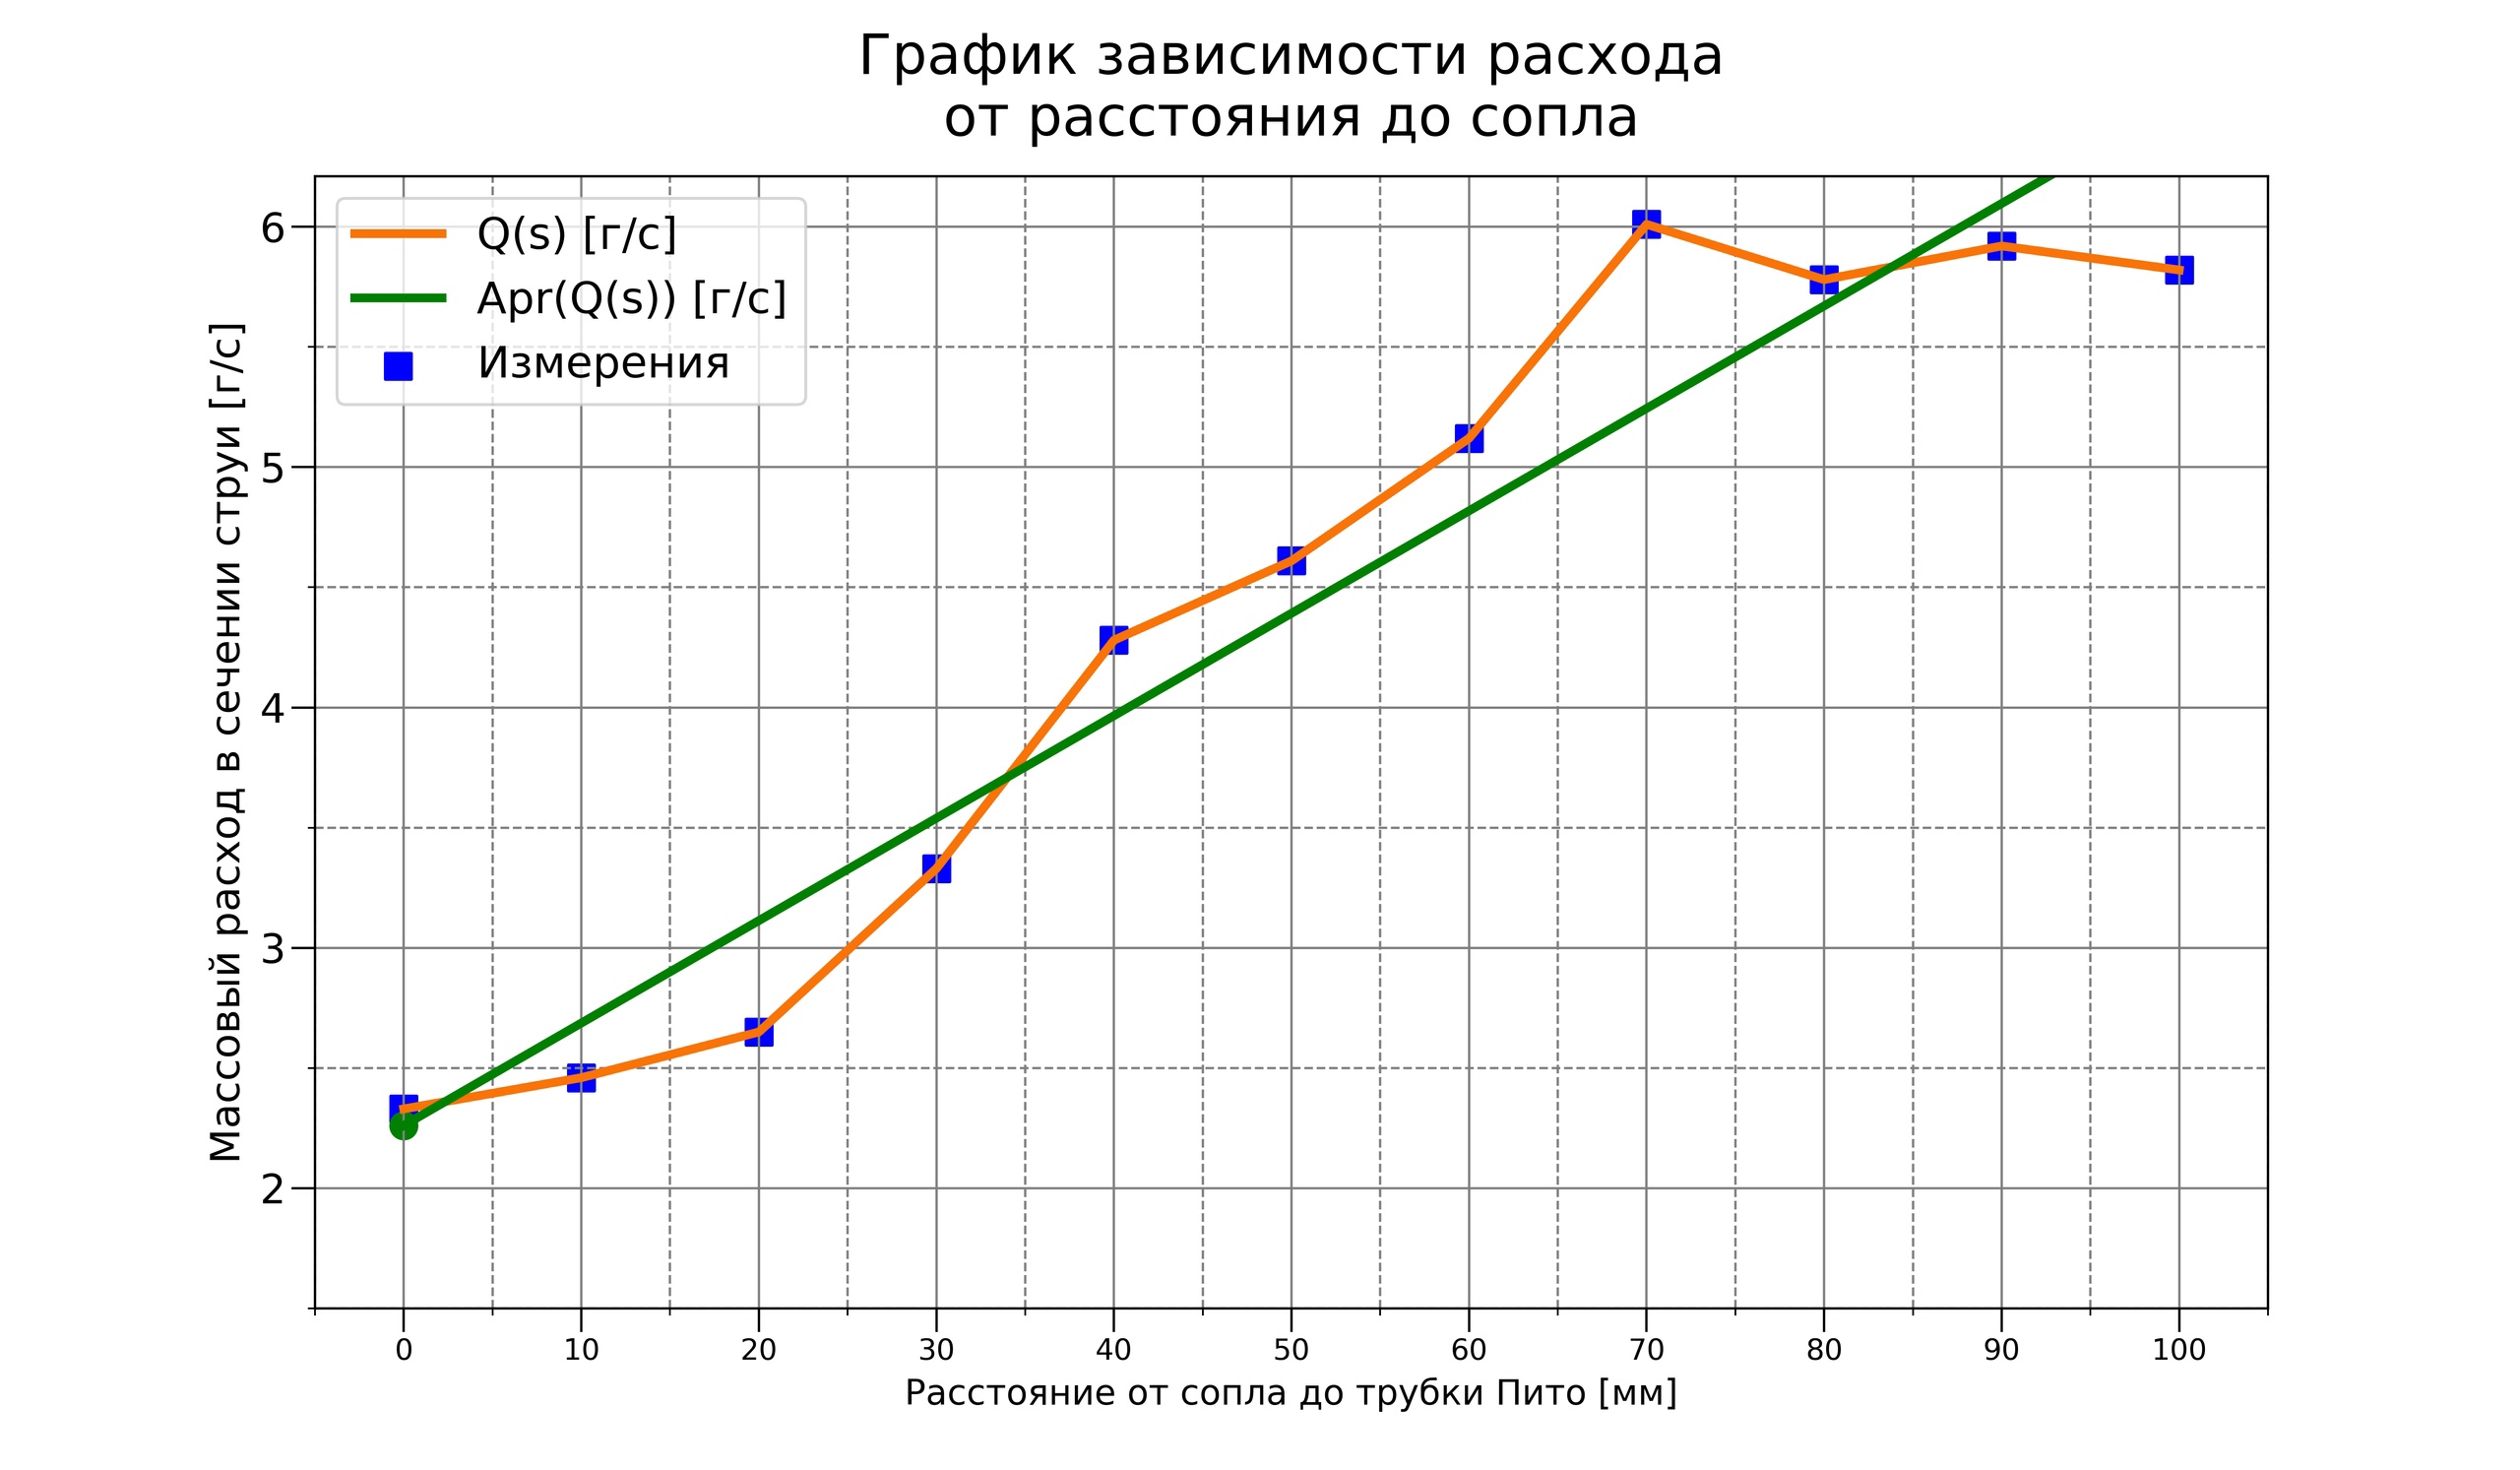 График зависимости расхода
от расстояния до сопла
Q(s) [г/с]
Apr(Q(s)) [г/с]
Измерения
Массовый расход в сечении струи [г/с]
6
5
4
3
2
0 10 20 30 40 50 60 70 80 90 100
Расстояние от сопла до трубки Пито [мм]